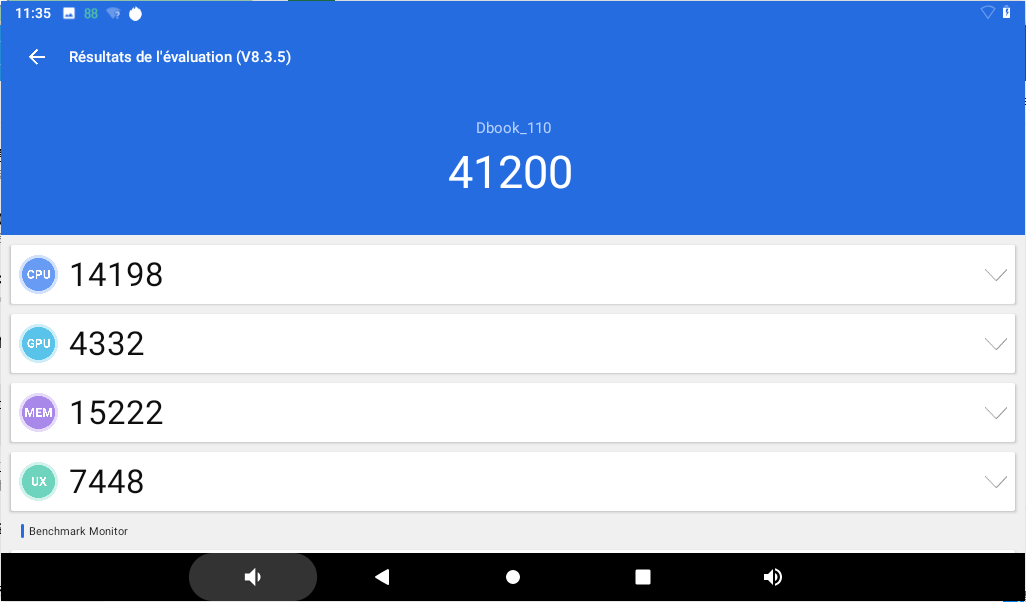 11:35 88
Résultats de l'évaluation (V8.3.5)
Dbook_110
41200
CPU 14198
GPU 4332
MEM 15222
UX 7448
Benchmark Monitor